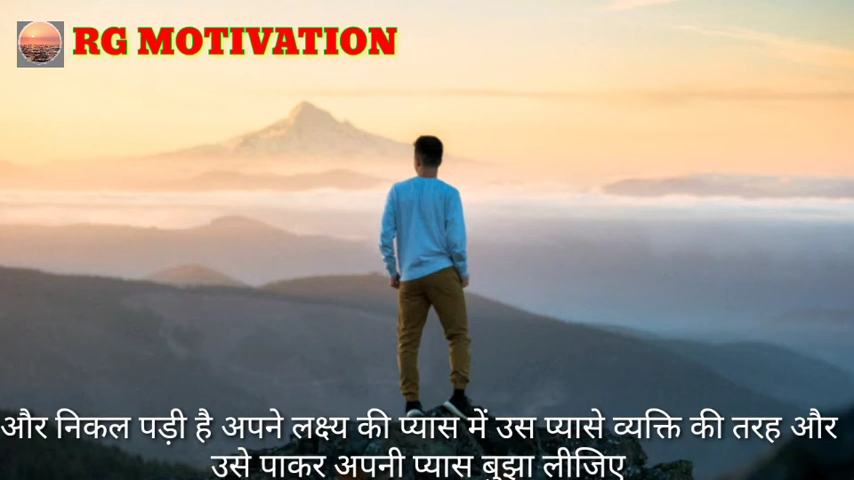 RG MOTIVATION
और निकल पड़ी है अपने लक्ष्य की प्यास में उस प्यासे व्यक्ति की तरह और
उसे पाकर अपनी प्यास बुझा लीजिए